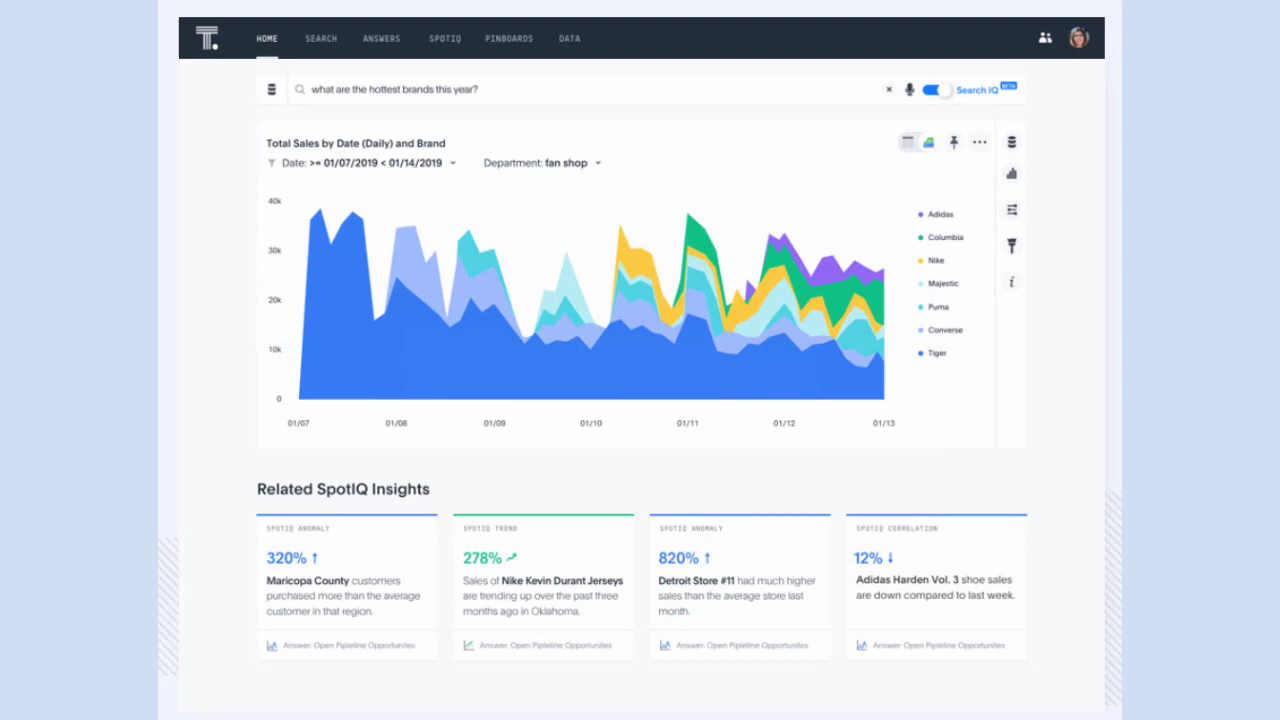 HOME SEARCH ANSWERS SPOTIQ PINBOARDS DATA
what are the hottest brands this year?
× Search IQ BETA
Total Sales by Date (Daily) and Brand
Date: >= 01/07/2019 < 01/14/2019 Department: fan shop
40k
30k
20k
10k
0
01/07 01/08 01/09 01/10 01/11 01/12 01/13
Adidas
Columbia
Nike
Majestic
Puma
Converse
Tiger
Related SpotIQ Insights
SPOTIQ ANOMALY
320% ↑
Maricopa County customers
purchased more than the average
customer in that region.
Answer: Open Pipleline Opportunites
SPOTIQ TREND
278%
Sales of Nike Kevin Durant Jerseys
are trending up over the past three
months ago in Oklahoma.
Answer: Open Pipleline Opportunites
SPOTIQ ANOMALY
820% ↑
Detroit Store #11 had much higher
sales than the average store last
month.
Answer: Open Pipleline Opportunites
SPOTIQ CORRELATION
12% ↓
Adidas Harden Vol. 3 shoe sales
are down compared to last week.
Answer: Open Pipleline Opportunites